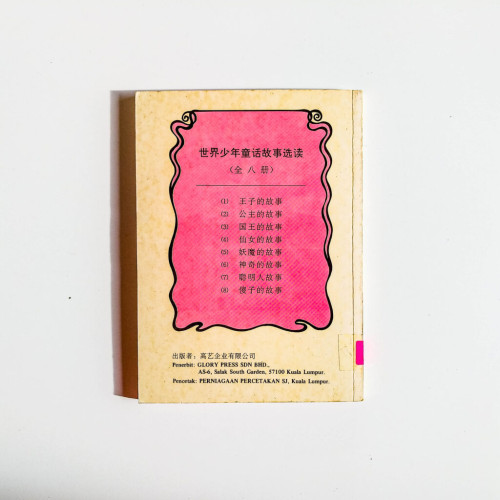 世界少年童话故事选读
(全八册)
(1) 王子的故事
(2) 公主的故事
(3) 国王的故事
(4) 仙女的故事
(5) 妖魔的故事
(6) 神奇的故事
(7) 聪明人故事
(8) 傻子的故事
出版者：高艺企业有限公司
Penerbit: GLORY PRESS SDN BHD.,
A5-6, Salak South Garden, 57100 Kuala Lumpur.
Pencetak: PERNIAGAAN PERCETAKAN SJ, Kuala Lumpur.